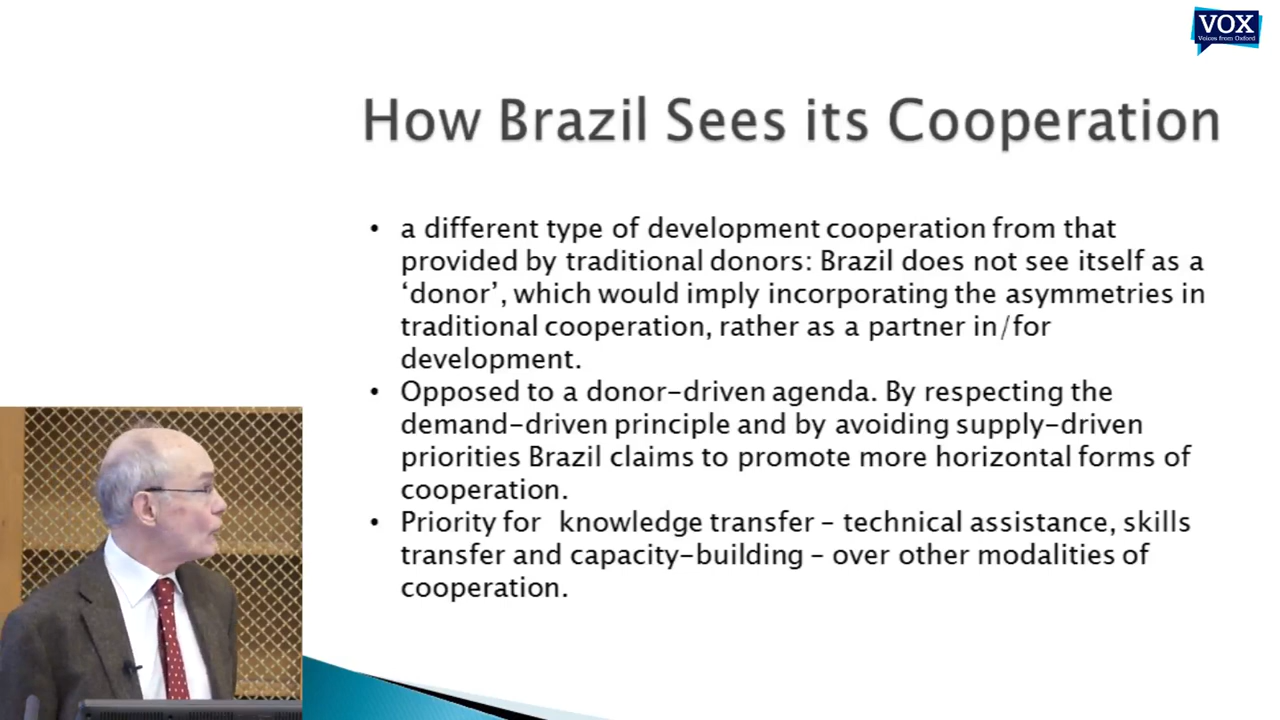 VOX
Voices from Oxford
How Brazil Sees its Cooperation
• a different type of development cooperation from that
provided by traditional donors: Brazil does not see itself as a
‘donor’, which would imply incorporating the asymmetries in
traditional cooperation, rather as a partner in/for
development.
• Opposed to a donor-driven agenda. By respecting the
demand-driven principle and by avoiding supply-driven
priorities Brazil claims to promote more horizontal forms of
cooperation.
• Priority for knowledge transfer – technical assistance, skills
transfer and capacity-building – over other modalities of
cooperation.